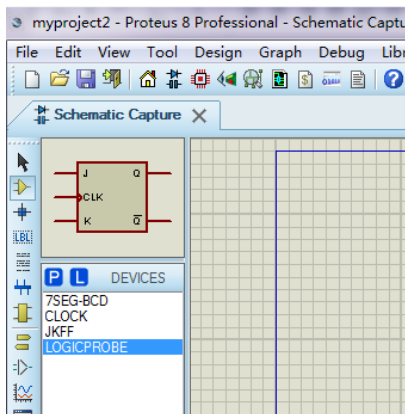 myproject2 - Proteus 8 Professional - Schematic Captu
File Edit View Tool Design Graph Debug Libr
Schematic Capture
J Q
CLK
K Q̅
LBL
P L DEVICES
7SEG-BCD
CLOCK
JKFF
LOGICPROBE